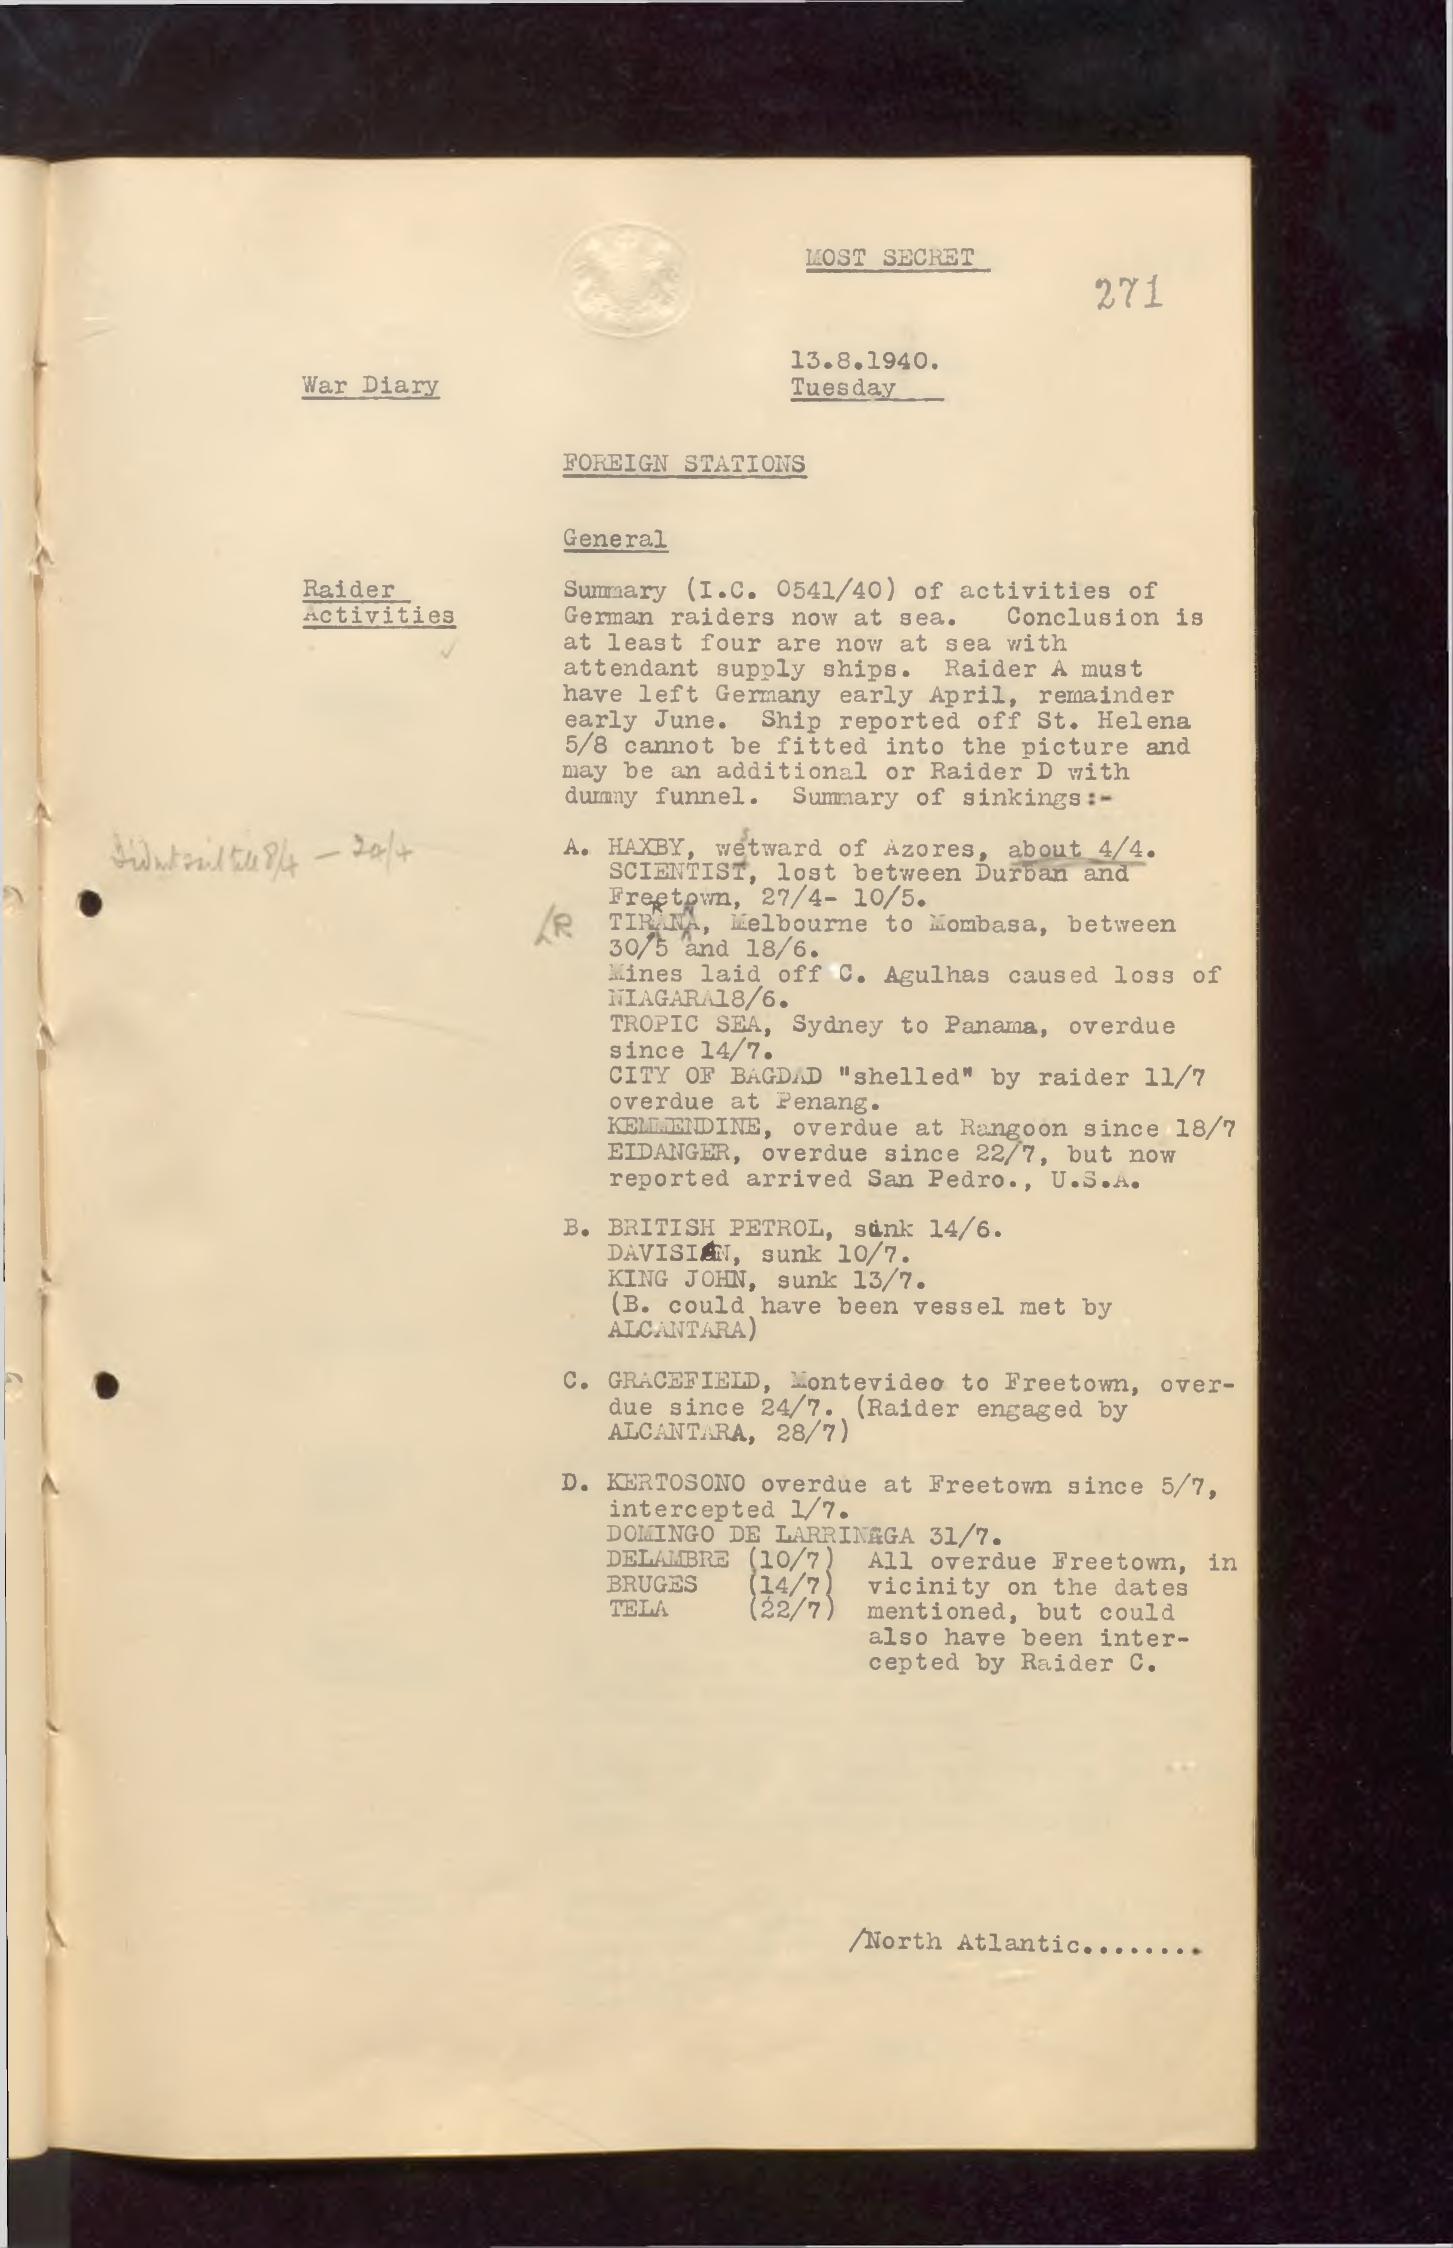 MOST SECRET
271
13.8.1940.
War Diary
Tuesday
FOREIGN STATIONS
General
Raider
Activities
Summary (I.C. 0541/40) of activities of
German raiders now at sea. Conclusion is
at least four are now at sea with
attendant supply ships. Raider A must
have left Germany early April, remainder
early June. Ship reported off St. Helena
5/8 cannot be fitted into the picture and
may be an additional or Raider D with
dummy funnel. Summary of sinkings:-
Didnt sail till 8/4 — 24/4
A. HAXBY, westward of Azores, about 4/4.
SCIENTIST, lost between Durban and
Freetown, 27/4- 10/5.
TIRRANNA, Melbourne to Mombasa, between
30/5 and 18/6.
Mines laid off C. Agulhas caused loss of
NIAGARA18/6.
TROPIC SEA, Sydney to Panama, overdue
since 14/7.
CITY OF BAGDAD "shelled" by raider 11/7
overdue at Penang.
KEMMENDINE, overdue at Rangoon since 18/7
EIDANGER, overdue since 22/7, but now
reported arrived San Pedro., U.S.A.
B. BRITISH PETROL, sunk 14/6.
DAVISIAN, sunk 10/7.
KING JOHN, sunk 13/7.
(B. could have been vessel met by
ALCANTARA)
C. GRACEFIELD, Montevideo to Freetown, over-
due since 24/7. (Raider engaged by
ALCANTARA, 28/7)
D. KERTOSONO overdue at Freetown since 5/7,
intercepted 1/7.
DOMINGO DE LARRINAGA 31/7.
DELAMBRE (10/7) All overdue Freetown, in
BRUGES (14/7) vicinity on the dates
TELA (22/7) mentioned, but could
also have been inter-
cepted by Raider C.
/North Atlantic........